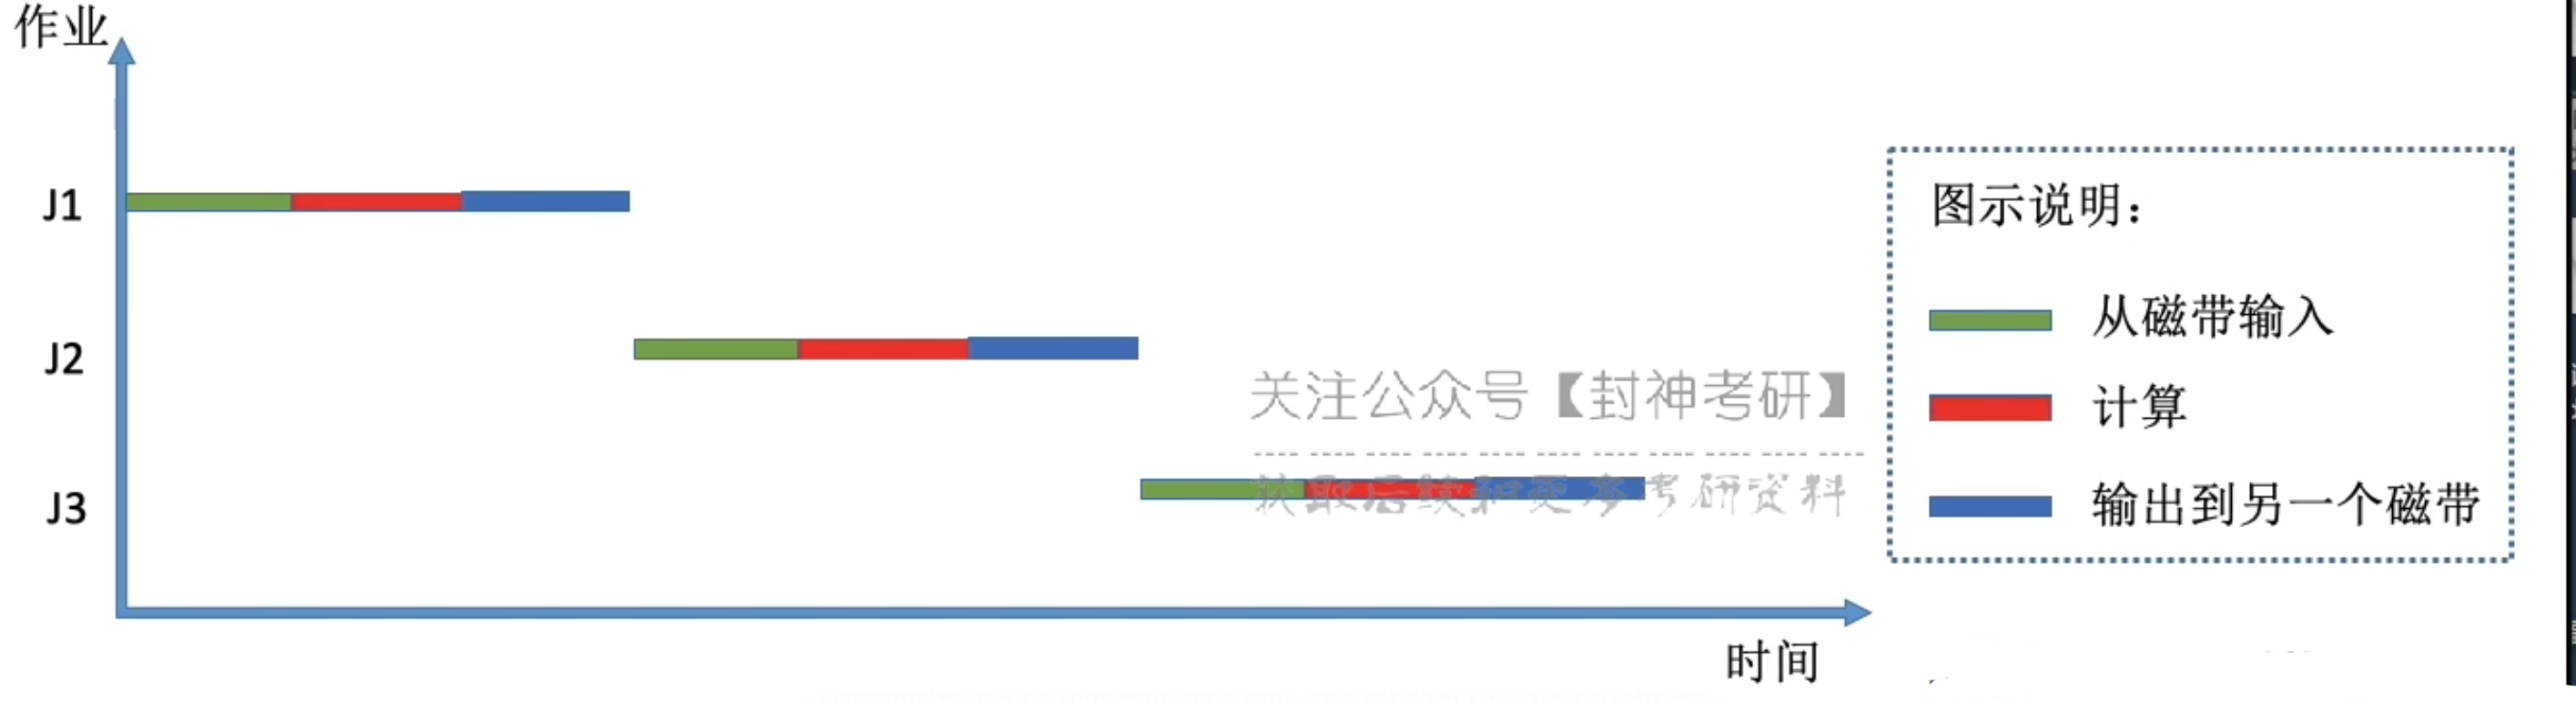 作业
J1
J2
J3
时间
图示说明：
从磁带输入
计算
输出到另一个磁带
关注公众号【封神考研】
获取后续和更多考研资料